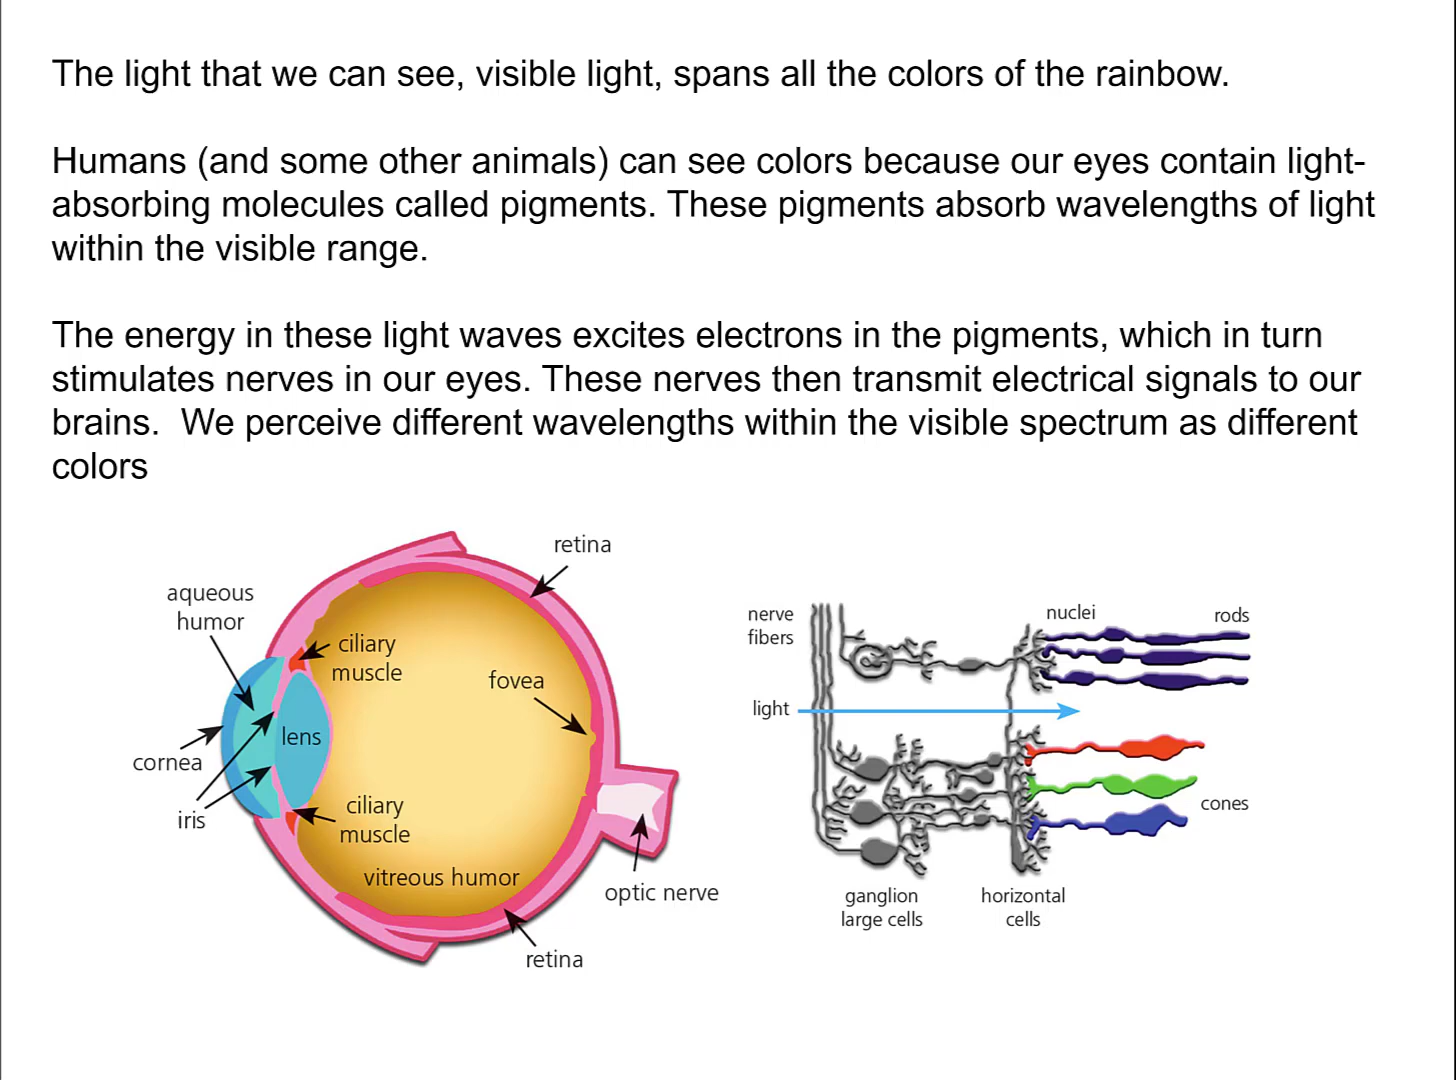 The light that we can see, visible light, spans all the colors of the rainbow.
Humans (and some other animals) can see colors because our eyes contain light-
absorbing molecules called pigments. These pigments absorb wavelengths of light
within the visible range.
The energy in these light waves excites electrons in the pigments, which in turn
stimulates nerves in our eyes. These nerves then transmit electrical signals to our
brains.  We perceive different wavelengths within the visible spectrum as different
colors
retina
aqueous
humor
ciliary
muscle
fovea
lens
cornea
iris
ciliary
muscle
vitreous humor
optic nerve
retina
nerve
fibers
nuclei
rods
light
cones
ganglion
large cells
horizontal
cells